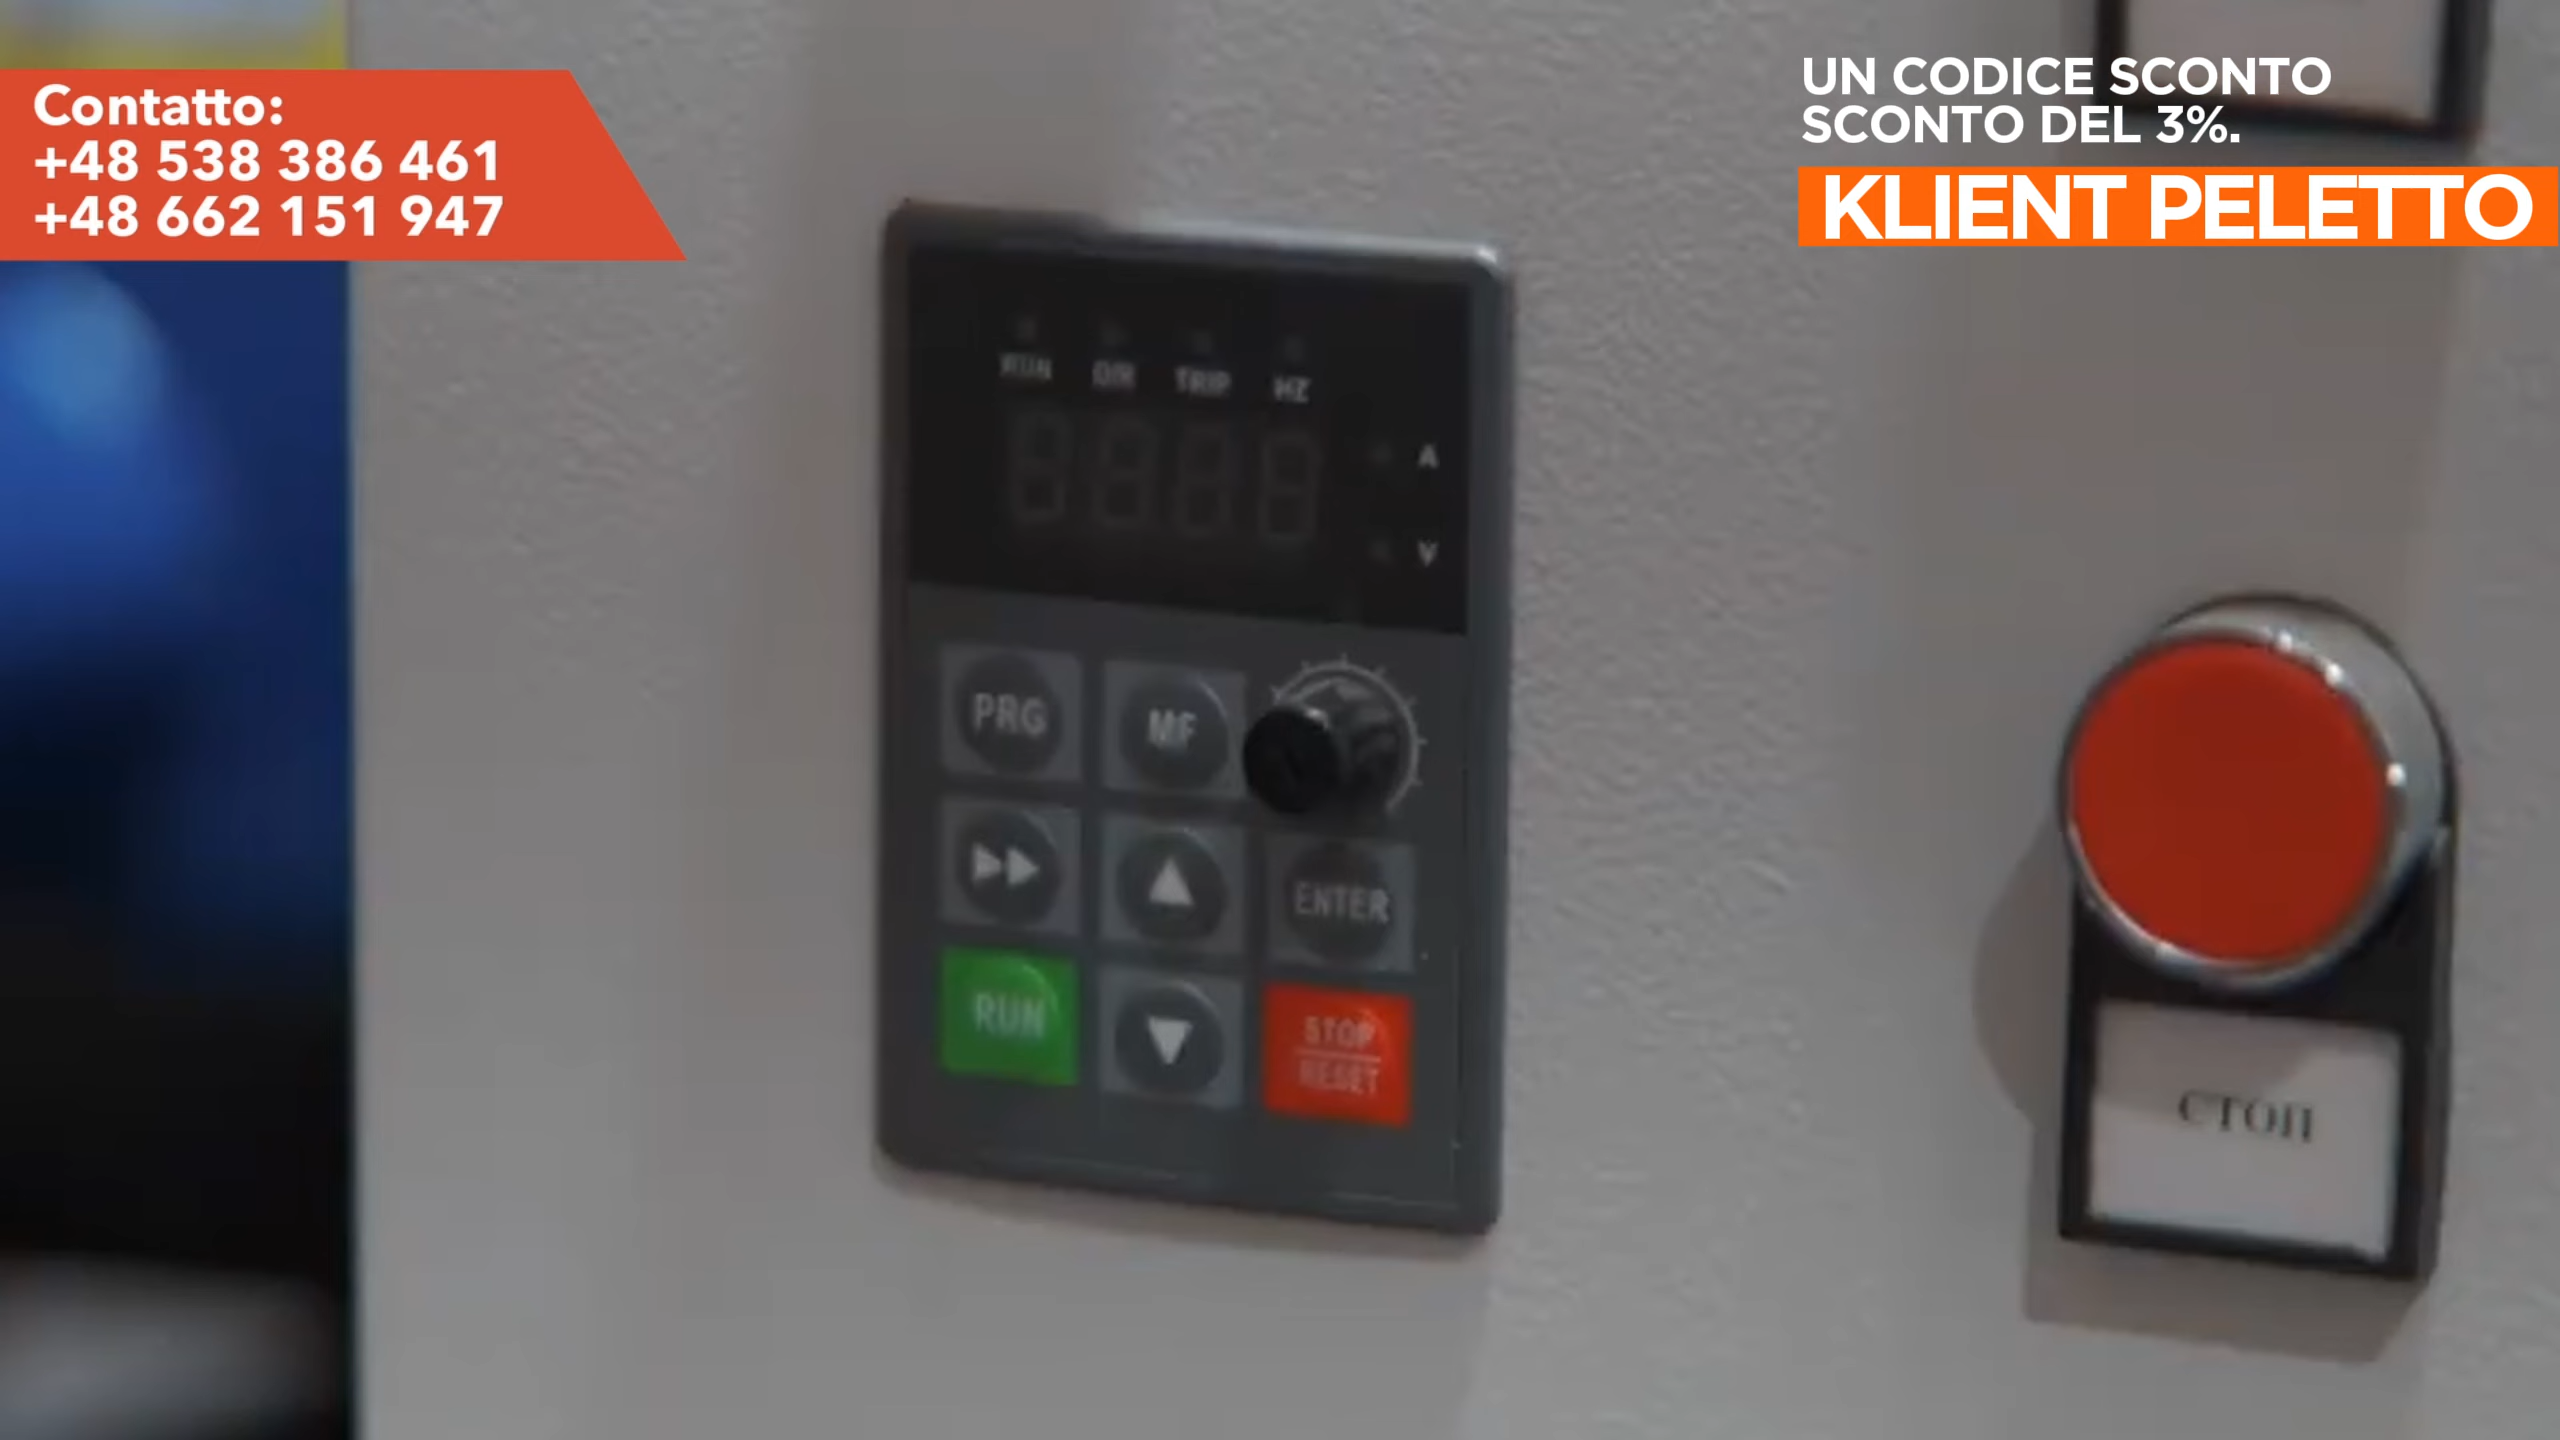 Contatto:
+48 538 386 461
+48 662 151 947
UN CODICE SCONTO
SCONTO DEL 3%.
KLIENT PELETTO
RUN DIR TRIP HZ
A
V
PRG MF
ENTER
RUN STOP
RESET
СТОП